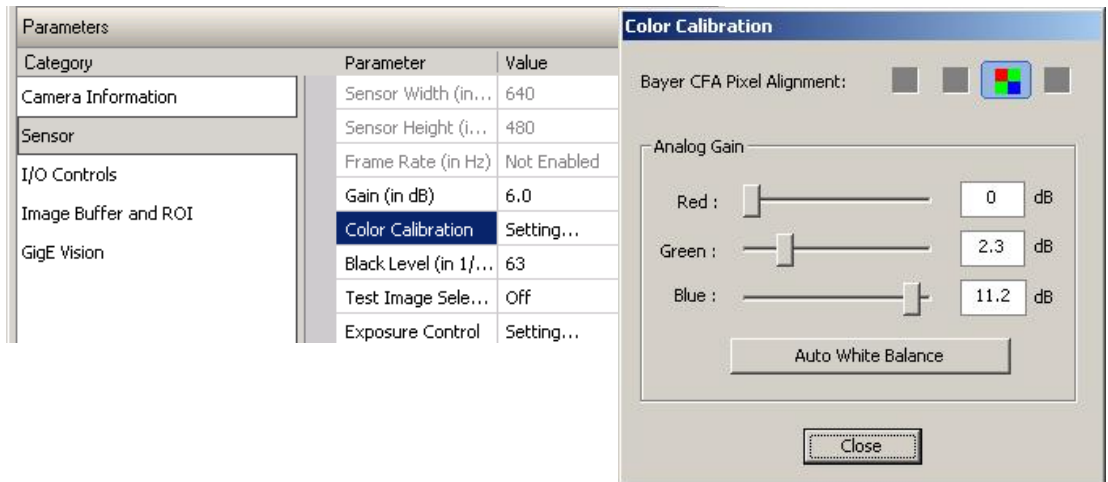 Parameters
Category
Parameter Value
Camera Information
Sensor
I/O Controls
Image Buffer and ROI
GigE Vision
Sensor Width (in... 640
Sensor Height (i... 480
Frame Rate (in Hz) Not Enabled
Gain (in dB) 6.0
Color Calibration Setting...
Black Level (in 1/... 63
Test Image Sele... Off
Exposure Control Setting...
Color Calibration
Bayer CFA Pixel Alignment:
Analog Gain
Red : 0 dB
Green : 2.3 dB
Blue : 11.2 dB
Auto White Balance
Close